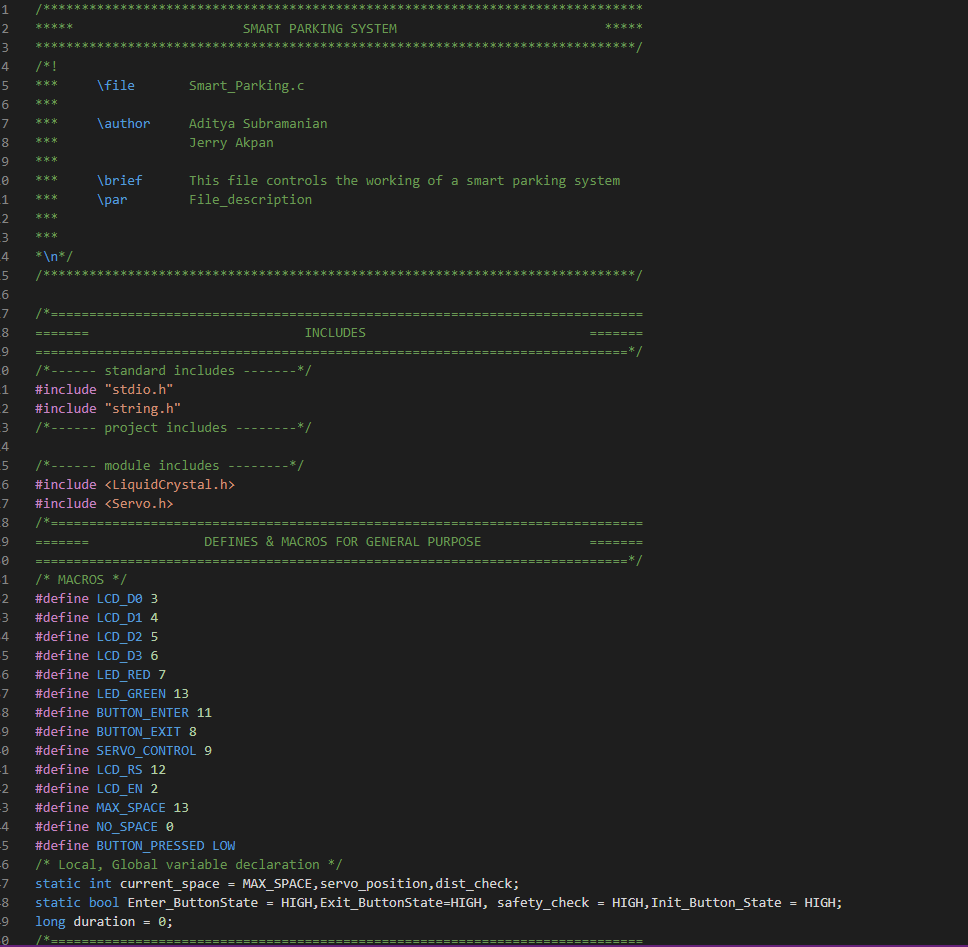 1 /******************************************************************************
2 ***** SMART PARKING SYSTEM *****
3 ******************************************************************************/
4 /*!
5 *** \file Smart_Parking.c
6 ***
7 *** \author Aditya Subramanian
8 *** Jerry Akpan
9 ***
0 *** \brief This file controls the working of a smart parking system
1 *** \par File_description
2 ***
3 ***
4 *\n*/
5 /*****************************************************************************/
6
7 /*=============================================================================
8 ======= INCLUDES =======
9 =============================================================================*/
0 /*------ standard includes -------*/
1 #include "stdio.h"
2 #include "string.h"
3 /*------ project includes --------*/
4
5 /*------ module includes --------*/
6 #include <LiquidCrystal.h>
7 #include <Servo.h>
8 /*=============================================================================
9 ======= DEFINES & MACROS FOR GENERAL PURPOSE =======
0 =============================================================================*/
1 /* MACROS */
2 #define LCD_D0 3
3 #define LCD_D1 4
4 #define LCD_D2 5
5 #define LCD_D3 6
6 #define LED_RED 7
7 #define LED_GREEN 13
8 #define BUTTON_ENTER 11
9 #define BUTTON_EXIT 8
0 #define SERVO_CONTROL 9
1 #define LCD_RS 12
2 #define LCD_EN 2
3 #define MAX_SPACE 13
4 #define NO_SPACE 0
5 #define BUTTON_PRESSED LOW
6 /* Local, Global variable declaration */
7 static int current_space = MAX_SPACE,servo_position,dist_check;
8 static bool Enter_ButtonState = HIGH,Exit_ButtonState=HIGH, safety_check = HIGH,Init_Button_State = HIGH;
9 long duration = 0;
0 /*=============================================================================